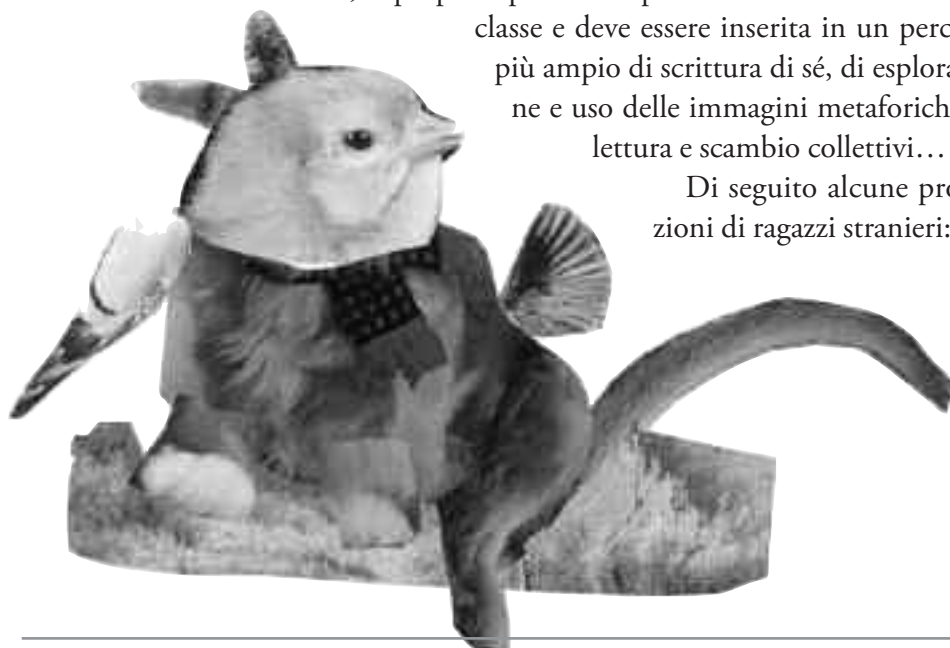 classe e deve essere inserita in un perc
più ampio di scrittura di sé, di esplora
ne e uso delle immagini metaforich
lettura e scambio collettivi…
Di seguito alcune pro
zioni di ragazzi stranieri: